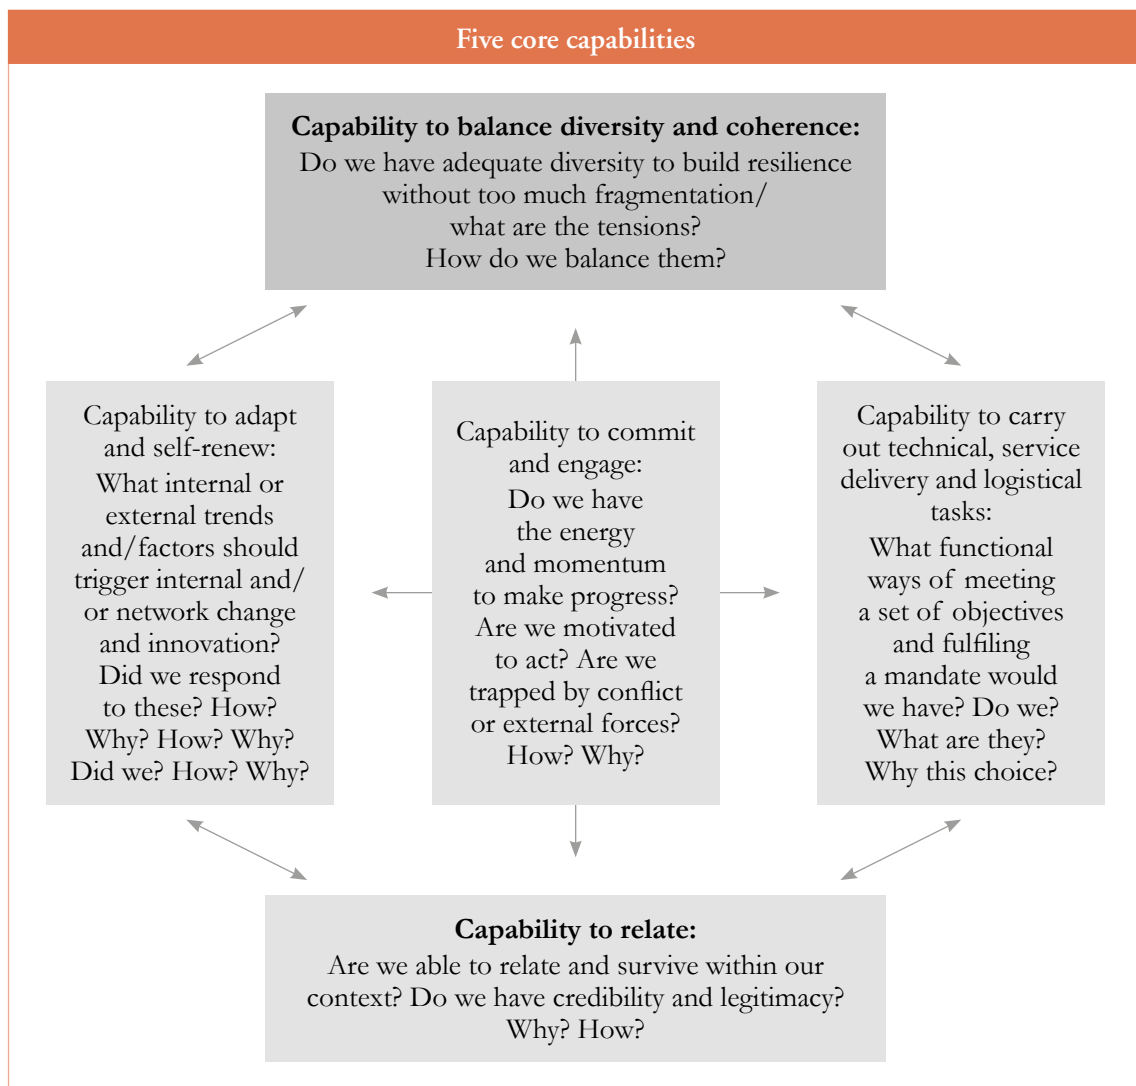 Five core capabilities
Capability to balance diversity and coherence:
Do we have adequate diversity to build resilience
without too much fragmentation/
what are the tensions?
How do we balance them?
Capability to adapt
and self-renew:
What internal or
external trends
and/factors should
trigger internal and/
or network change
and innovation?
Did we respond
to these? How?
Why? How? Why?
Did we? How? Why?
Capability to commit
and engage:
Do we have
the energy
and momentum
to make progress?
Are we motivated
to act? Are we
trapped by conflict
or external forces?
How? Why?
Capability to carry
out technical, service
delivery and logistical
tasks:
What functional
ways of meeting
a set of objectives
and fulfiling
a mandate would
we have? Do we?
What are they?
Why this choice?
Capability to relate:
Are we able to relate and survive within our
context? Do we have credibility and legitimacy?
Why? How?